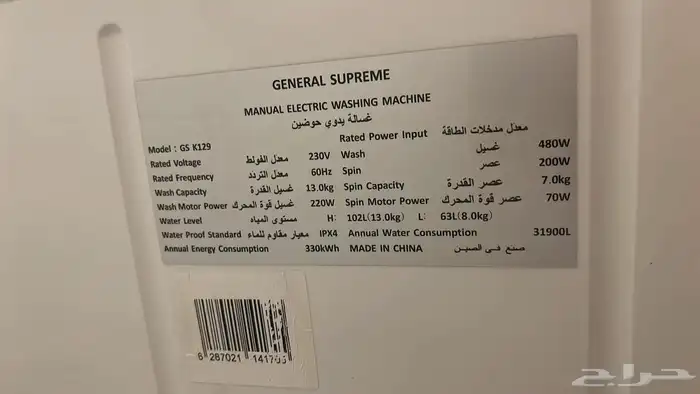 GENERAL SUPREME
MANUAL ELECTRIC WASHING MACHINE
غسالة يدوي حوضين
Rated Power Input معدل مدخلات الطاقة
Model : GS K129
Rated Voltage معدل الفولط 230V Wash غسيل 480W
Rated Frequency معدل الترند 60Hz Spin عصر 200W
Wash Capacity غسيل القدرة 13.0kg Spin Capacity عصر القدرة 7.0kg
Wash Motor Power غسيل قوة المحرك 220W Spin Motor Power عصر قوة المحرك 70W
Water Level مستوى المياه H: 102L(13.0kg) L: 63L(8.0kg)
Water Proof Standard معيار مقاوم للماء IPX4 Annual Water Consumption 31900L
Annual Energy Consumption 330kWh MADE IN CHINA صنع فى الصين
6 287021
حراج